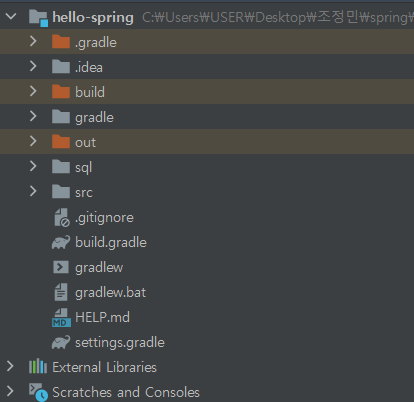 hello-spring C:₩Users₩USER₩Desktop₩조정민₩spring₩
.gradle
.idea
build
gradle
out
sql
src
.gitignore
build.gradle
gradlew
gradlew.bat
MD HELP.md
settings.gradle
External Libraries
Scratches and Consoles